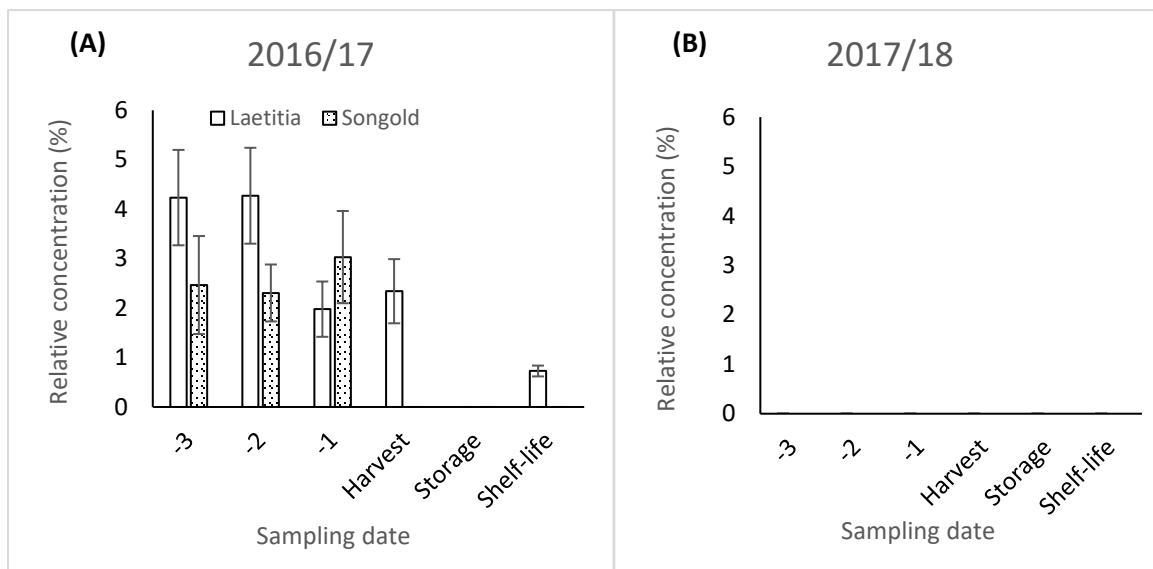 (A)
2016/17
Laetitia
Songold
Relative concentration (%)
6
5
4
3
2
1
0
-3
-2
-1
Harvest
Storage
Shelf-life
Sampling date
(B)
2017/18
Relative concentration (%)
6
5
4
3
2
1
0
-3
-2
-1
Harvest
Storage
Shelf-life
Sampling date